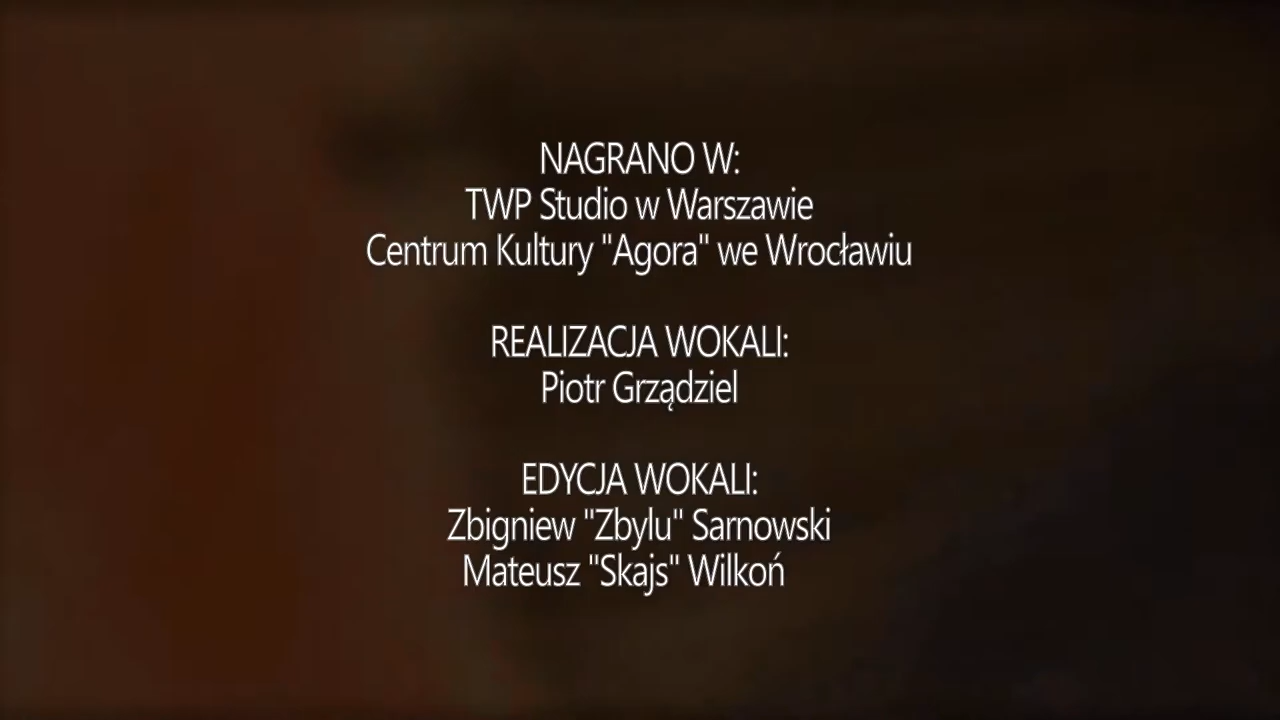 NAGRANO W:
TWP Studio w Warszawie
Centrum Kultury "Agora" we Wrocławiu
REALIZACJA WOKALI:
Piotr Grządziel
EDYCJA WOKALI:
Zbigniew "Zbylu" Sarnowski
Mateusz "Skajs" Wilkoń